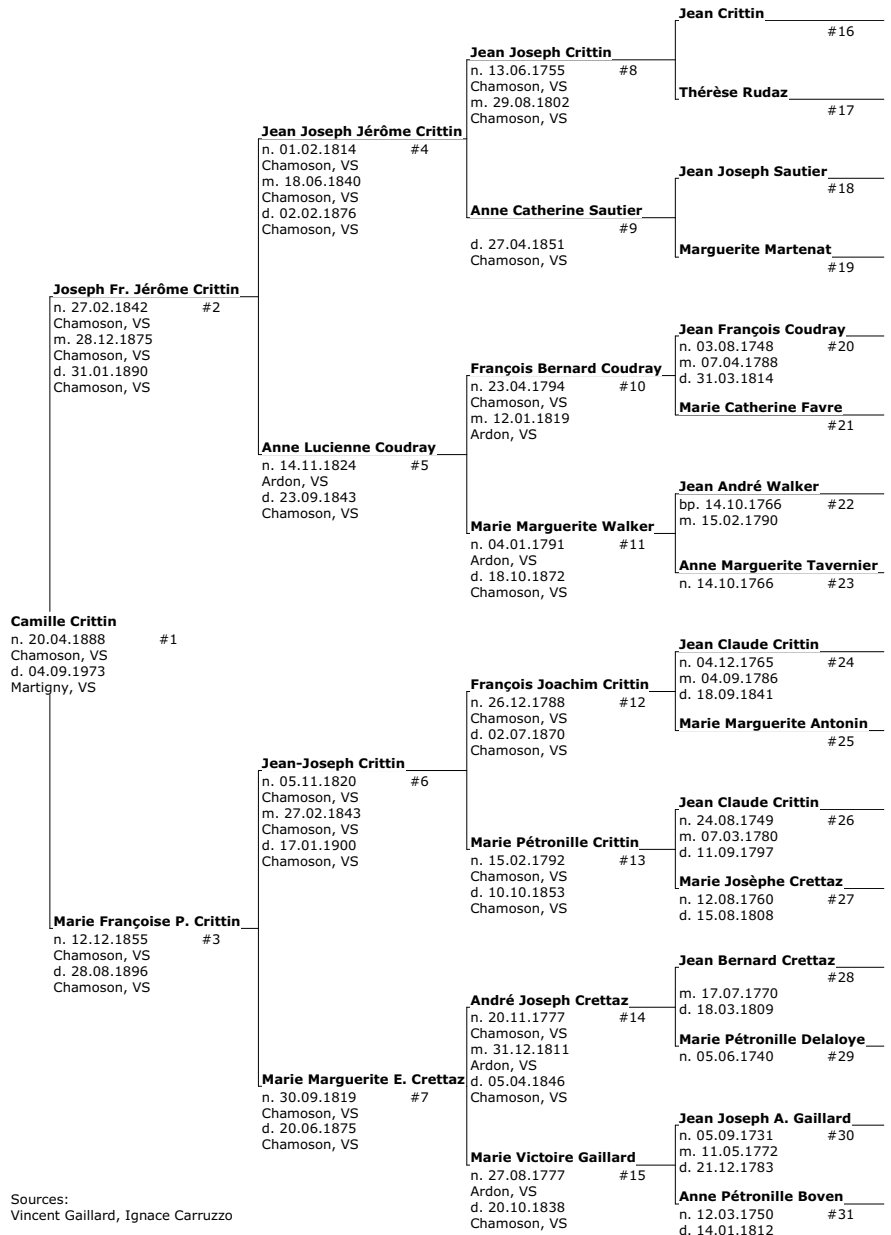 Camille Crittin
n. 20.04.1888 #1
Chamoson, VS
d. 04.09.1973
Martigny, VS
Joseph Fr. Jérôme Crittin
n. 27.02.1842 #2
Chamoson, VS
m. 28.12.1875
Chamoson, VS
d. 31.01.1890
Chamoson, VS
Marie Françoise P. Crittin
n. 12.12.1855 #3
Chamoson, VS
d. 28.08.1896
Chamoson, VS
Jean Joseph Jérôme Crittin
n. 01.02.1814 #4
Chamoson, VS
m. 18.06.1840
Chamoson, VS
d. 02.02.1876
Chamoson, VS
Anne Lucienne Coudray
n. 14.11.1824 #5
Ardon, VS
d. 23.09.1843
Chamoson, VS
Jean-Joseph Crittin
n. 05.11.1820 #6
Chamoson, VS
m. 27.02.1843
Chamoson, VS
d. 17.01.1900
Chamoson, VS
Marie Marguerite E. Crettaz
n. 30.09.1819 #7
Chamoson, VS
d. 20.06.1875
Chamoson, VS
Jean Joseph Crittin
n. 13.06.1755 #8
Chamoson, VS
m. 29.08.1802
Chamoson, VS
Anne Catherine Sautier
#9
d. 27.04.1851
Chamoson, VS
François Bernard Coudray
n. 23.04.1794 #10
Chamoson, VS
m. 12.01.1819
Ardon, VS
Marie Marguerite Walker
n. 04.01.1791 #11
Ardon, VS
d. 18.10.1872
Chamoson, VS
François Joachim Crittin
n. 26.12.1788 #12
Chamoson, VS
d. 02.07.1870
Chamoson, VS
Marie Pétronille Crittin
n. 15.02.1792 #13
Chamoson, VS
d. 10.10.1853
Chamoson, VS
André Joseph Crettaz
n. 20.11.1777 #14
Chamoson, VS
m. 31.12.1811
Ardon, VS
d. 05.04.1846
Chamoson, VS
Marie Victoire Gaillard
n. 27.08.1777 #15
Ardon, VS
d. 20.10.1838
Chamoson, VS
Jean Crittin
#16
Thérèse Rudaz
#17
Jean Joseph Sautier
#18
Marguerite Martenat
#19
Jean François Coudray
n. 03.08.1748 #20
m. 07.04.1788
d. 31.03.1814
Marie Catherine Favre
#21
Jean André Walker
bp. 14.10.1766 #22
m. 15.02.1790
Anne Marguerite Tavernier
n. 14.10.1766 #23
Jean Claude Crittin
n. 04.12.1765 #24
m. 04.09.1786
d. 18.09.1841
Marie Marguerite Antonin
#25
Jean Claude Crittin
n. 24.08.1749 #26
m. 07.03.1780
d. 11.09.1797
Marie Josèphe Crettaz
n. 12.08.1760 #27
d. 15.08.1808
Jean Bernard Crettaz
#28
m. 17.07.1770
d. 18.03.1809
Marie Pétronille Delaloye
n. 05.06.1740 #29
Jean Joseph A. Gaillard
n. 05.09.1731 #30
m. 11.05.1772
d. 21.12.1783
Anne Pétronille Boven
n. 12.03.1750 #31
d. 14.01.1812
Sources:
Vincent Gaillard, Ignace Carruzzo